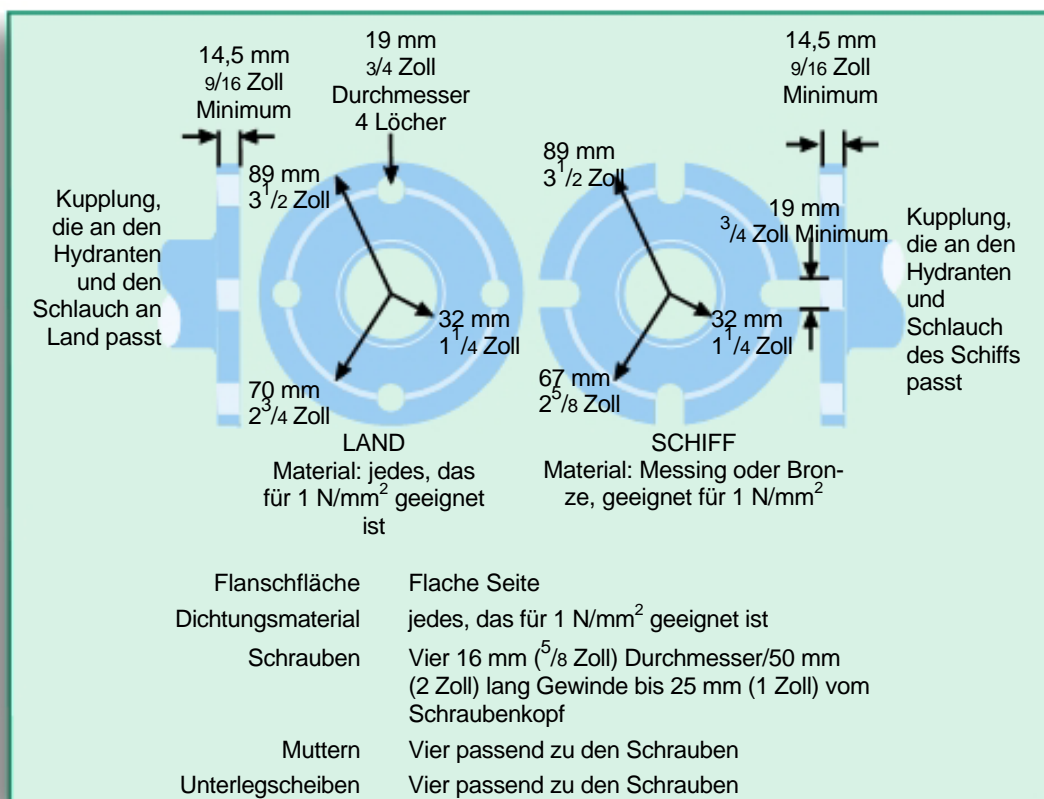 14,5 mm
9/16 Zoll
Minimum
19 mm
3/4 Zoll
Durchmesser
4 Löcher
14,5 mm
9/16 Zoll
Minimum
Kupplung,
die an den
Hydranten
und den
Schlauch an
Land passt
89 mm
3 1/2 Zoll
32 mm
1 1/4 Zoll
70 mm
2 3/4 Zoll
LAND
Material: jedes, das
für 1 N/mm² geeignet
ist
89 mm
3 1/2 Zoll
19 mm
3/4 Zoll Minimum
32 mm
1 1/4 Zoll
67 mm
2 5/8 Zoll
SCHIFF
Material: Messing oder Bron-
ze, geeignet für 1 N/mm²
Kupplung,
die an den
Hydranten
und
Schlauch
des Schiffs
passt
Flanschfläche Flache Seite
Dichtungsmaterial jedes, das für 1 N/mm² geeignet ist
Schrauben Vier 16 mm (5/8 Zoll) Durchmesser/50 mm
(2 Zoll) lang Gewinde bis 25 mm (1 Zoll) vom
Schraubenkopf
Muttern Vier passend zu den Schrauben
Unterlegscheiben Vier passend zu den Schrauben